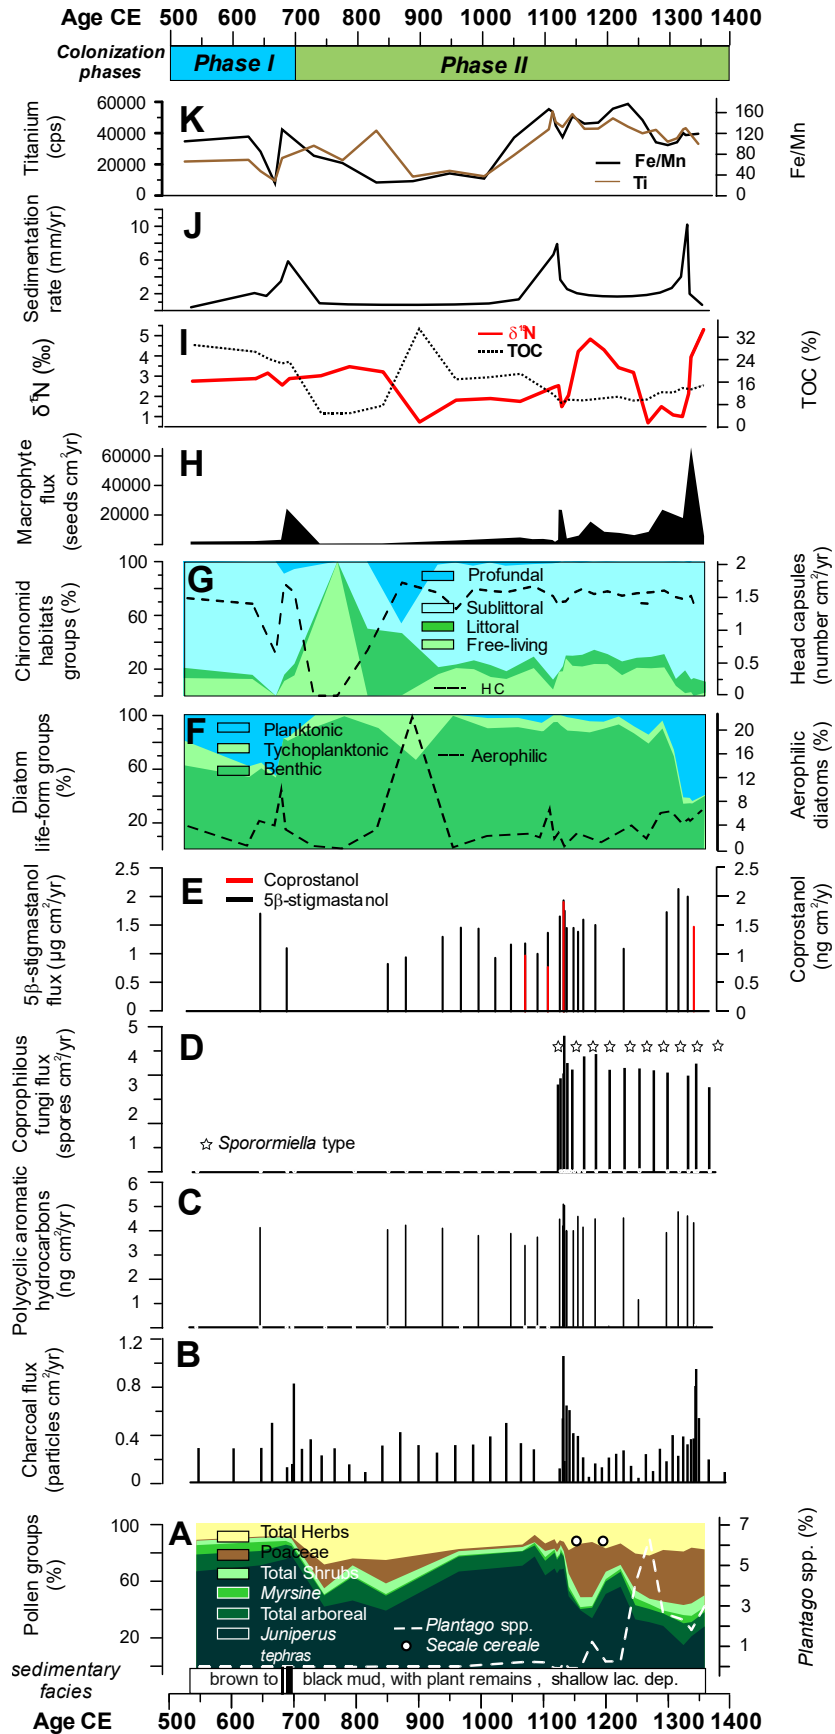 Age CE 500 600 700 800 900 1000 1100 1200 1300 1400
Colonization phases Phase I Phase II
K
Titanium (cps)
60000
40000
20000
0
Fe/Mn
Ti
160
120
80
40
0
Fe/Mn
J
Sedimentation rate (mm/yr)
10
6
2
I
δ¹⁵N (‰)
5
4
3
2
1
δ¹⁵N
TOC
32
24
16
8
0
TOC (%)
H
Macrophyte flux (seeds cm²yr)
60000
40000
20000
G
Chironomid habitats groups (%)
100
60
20
Profundal
Sublittoral
Littoral
Free-living
HC
2
1.5
1
0.5
0
Head capsules (number cm²/yr)
F
Diatom life-form groups (%)
100
60
20
Planktonic
Tychoplanktonic
Benthic
Aerophilic
20
16
12
8
4
0
Aerophilic diatoms (%)
E
5β-stigmastanol flux (µg cm²/yr)
2.5
2
1.5
1
0.5
0
Coprostanol
5β-stigmastanol
2.5
2
1.5
1
0.5
0
Coprostanol (ng cm²/y)
D
Coprophilous fungi flux (spores cm²/yr)
5
4
3
2
1
☆ Sporormiella type
C
Polycyclic aromatic hydrocarbons (ng cm²/yr)
6
5
4
3
2
1
B
Charcoal flux (particles cm²/yr)
1.2
0.8
0.4
0
A
Pollen groups (%)
100
60
20
Total Herbs
Poaceae
Total Shrubs
Myrsine
Total arboreal
Juniperus
tephras
Plantago spp.
Secale cereale
7
5
3
1
Plantago spp. (%)
sedimentary facies
brown to black mud, with plant remains , shallow lac. dep.
Age CE 500 600 700 800 900 1000 1100 1200 1300 1400